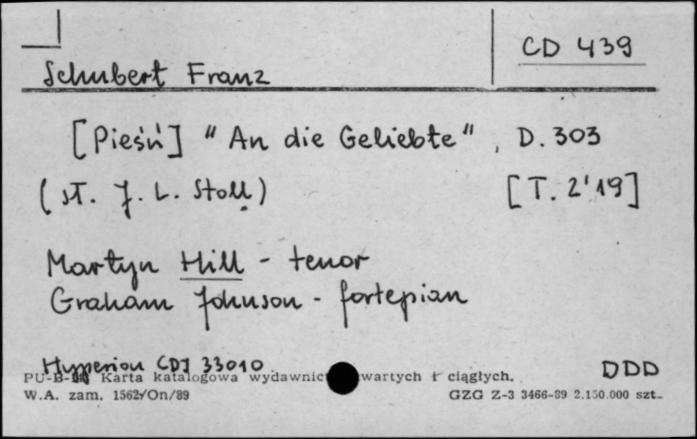 CD 439
Schubert Franz
[Pieśń] "An die Geliebte", D. 303
(sł. J. L. Stoll) [T. 2'19]
Martyn Hill - tenor
Graham Johnson - fortepian
Hyperion CDJ 33010 DDD
PU-B- Karta katalogowa wydawnic wartych i ciągłych.
W.A. zam. 1562/On/89 GZG Z-3 3466-89 2.150.000 szt.